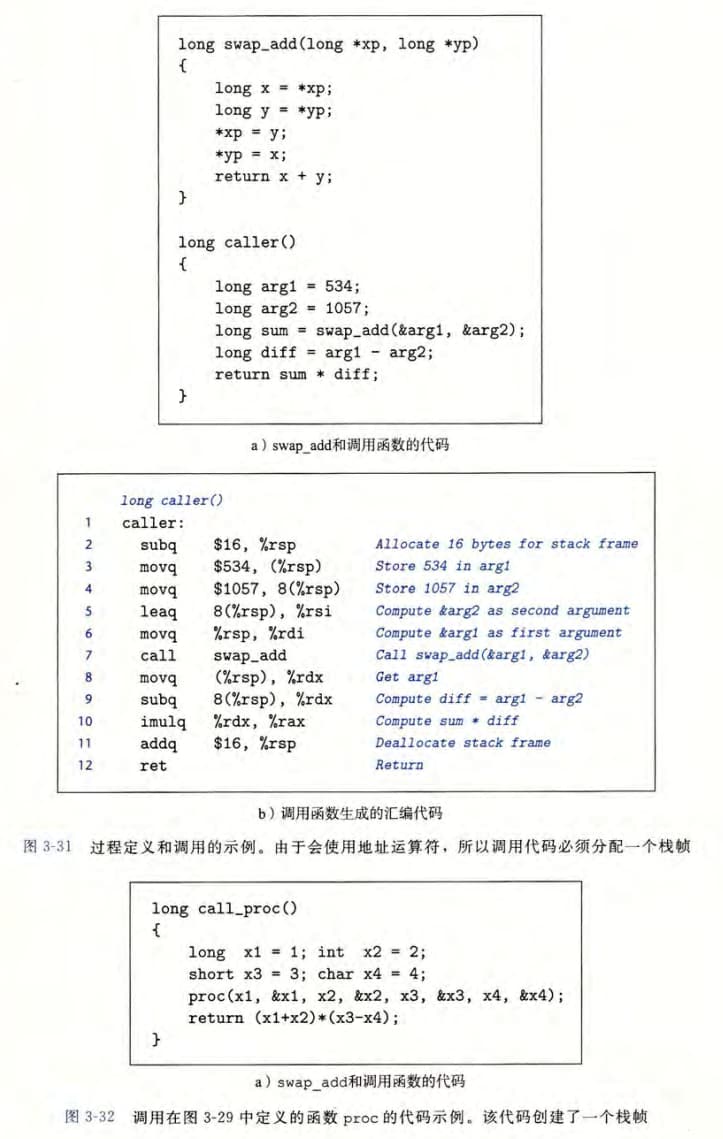 long swap_add(long *xp, long *yp)
{
    long x = *xp;
    long y = *yp;
    *xp = y;
    *yp = x;
    return x + y;
}

long caller()
{
    long arg1 = 534;
    long arg2 = 1057;
    long sum = swap_add(&arg1, &arg2);
    long diff = arg1 - arg2;
    return sum * diff;
}
a）swap_add和调用函数的代码
long caller()
1 caller:
2 subq $16, %rsp Allocate 16 bytes for stack frame
3 movq $534, (%rsp) Store 534 in arg1
4 movq $1057, 8(%rsp) Store 1057 in arg2
5 leaq 8(%rsp), %rsi Compute &arg2 as second argument
6 movq %rsp, %rdi Compute &arg1 as first argument
7 call swap_add Call swap_add(&arg1, &arg2)
8 movq (%rsp), %rdx Get arg1
9 subq 8(%rsp), %rdx Compute diff = arg1 - arg2
10 imulq %rdx, %rax Compute sum * diff
11 addq $16, %rsp Deallocate stack frame
12 ret Return
b）调用函数生成的汇编代码
图 3-31 过程定义和调用的示例。由于会使用地址运算符，所以调用代码必须分配一个栈帧
long call_proc()
{
    long x1 = 1; int x2 = 2;
    short x3 = 3; char x4 = 4;
    proc(x1, &x1, x2, &x2, x3, &x3, x4, &x4);
    return (x1+x2)*(x3-x4);
}
a）swap_add和调用函数的代码
图 3-32 调用在图 3-29 中定义的函数 proc 的代码示例。该代码创建了一个栈帧